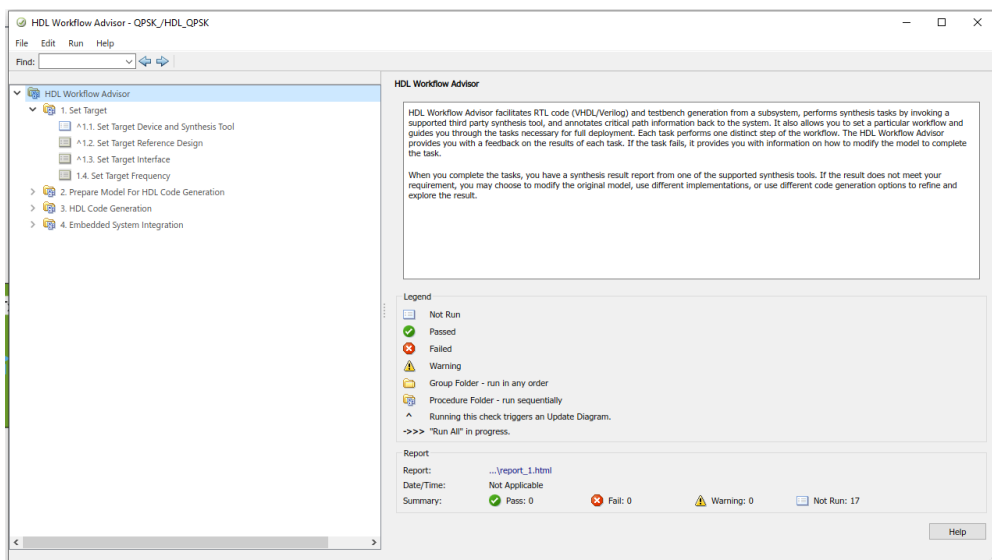 HDL Workflow Advisor - QPSK_/HDL_QPSK
File Edit Run Help
Find:
HDL Workflow Advisor
1. Set Target
^1.1. Set Target Device and Synthesis Tool
^1.2. Set Target Reference Design
^1.3. Set Target Interface
1.4. Set Target Frequency
2. Prepare Model For HDL Code Generation
3. HDL Code Generation
4. Embedded System Integration
HDL Workflow Advisor
HDL Workflow Advisor facilitates RTL code (VHDL/Verilog) and testbench generation from a subsystem, performs synthesis tasks by invoking a
supported third party synthesis tool, and annotates critical path information back to the system. It also allows you to set a particular workflow and
guides you through the tasks necessary for full deployment. Each task performs one distinct step of the workflow. The HDL Workflow Advisor
provides you with a feedback on the results of each task. If the task fails, it provides you with information on how to modify the model to complete
the task.
When you complete the tasks, you have a synthesis result report from one of the supported synthesis tools. If the result does not meet your
requirement, you may choose to modify the original model, use different implementations, or use different code generation options to refine and
explore the result.
Legend
Not Run
Passed
Failed
Warning
Group Folder - run in any order
Procedure Folder - run sequentially
^ Running this check triggers an Update Diagram.
->>> "Run All" in progress.
Report
Report: ...\report_1.html
Date/Time: Not Applicable
Summary: Pass: 0 Fail: 0 Warning: 0 Not Run: 17
Help